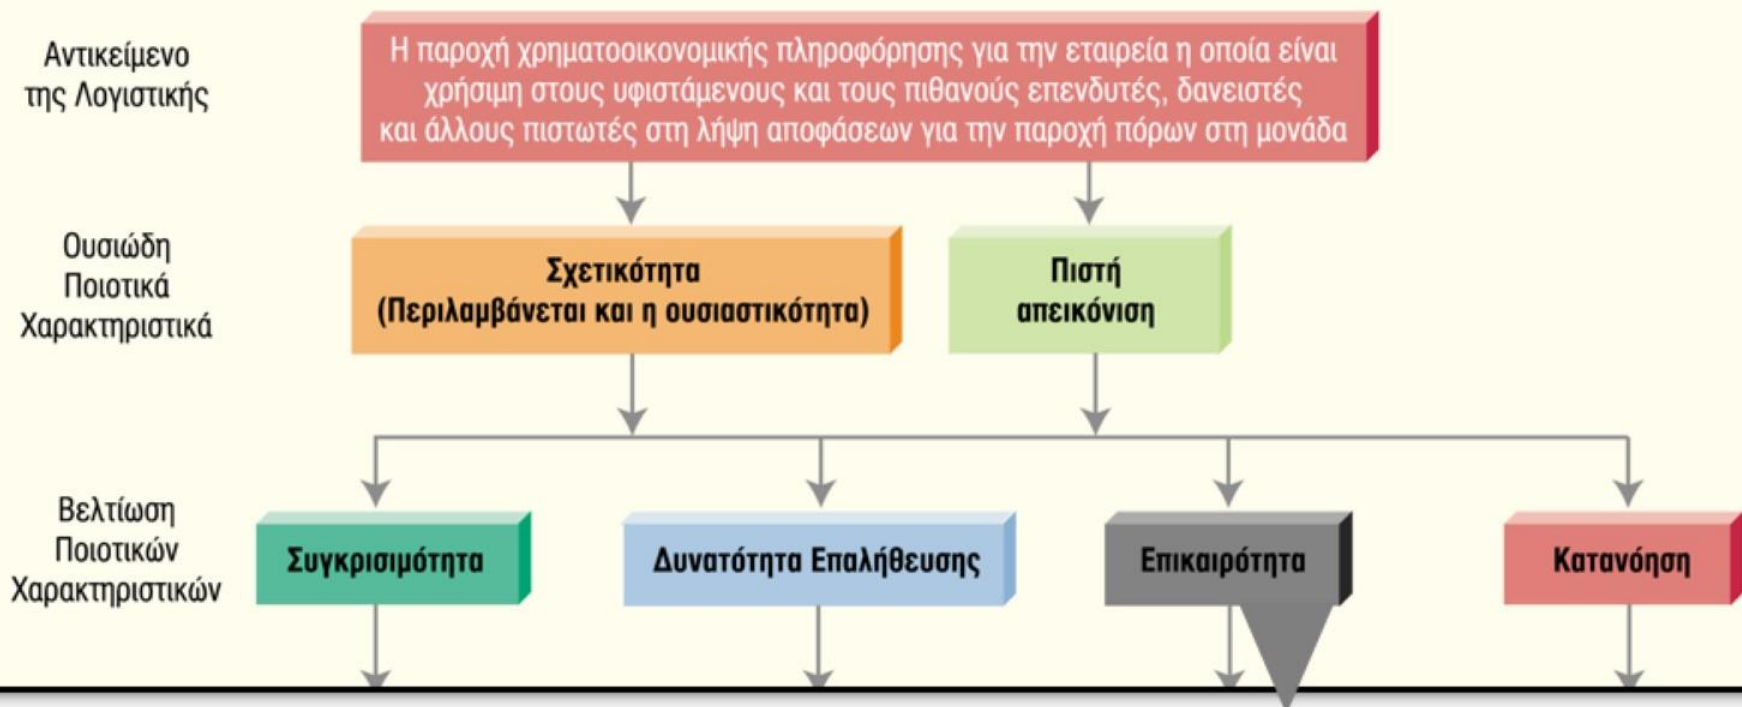 Αντικείμενο
της Λογιστικής
Η παροχή χρηματοοικονομικής πληροφόρησης για την εταιρεία η οποία είναι
χρήσιμη στους υφιστάμενους και τους πιθανούς επενδυτές, δανειστές
και άλλους πιστωτές στη λήψη αποφάσεων για την παροχή πόρων στη μονάδα
Ουσιώδη
Ποιοτικά
Χαρακτηριστικά
Σχετικότητα
(Περιλαμβάνεται και η ουσιαστικότητα)
Πιστή
απεικόνιση
Βελτίωση
Ποιοτικών
Χαρακτηριστικών
Συγκρισιμότητα
Δυνατότητα Επαλήθευσης
Επικαιρότητα
Κατανόηση